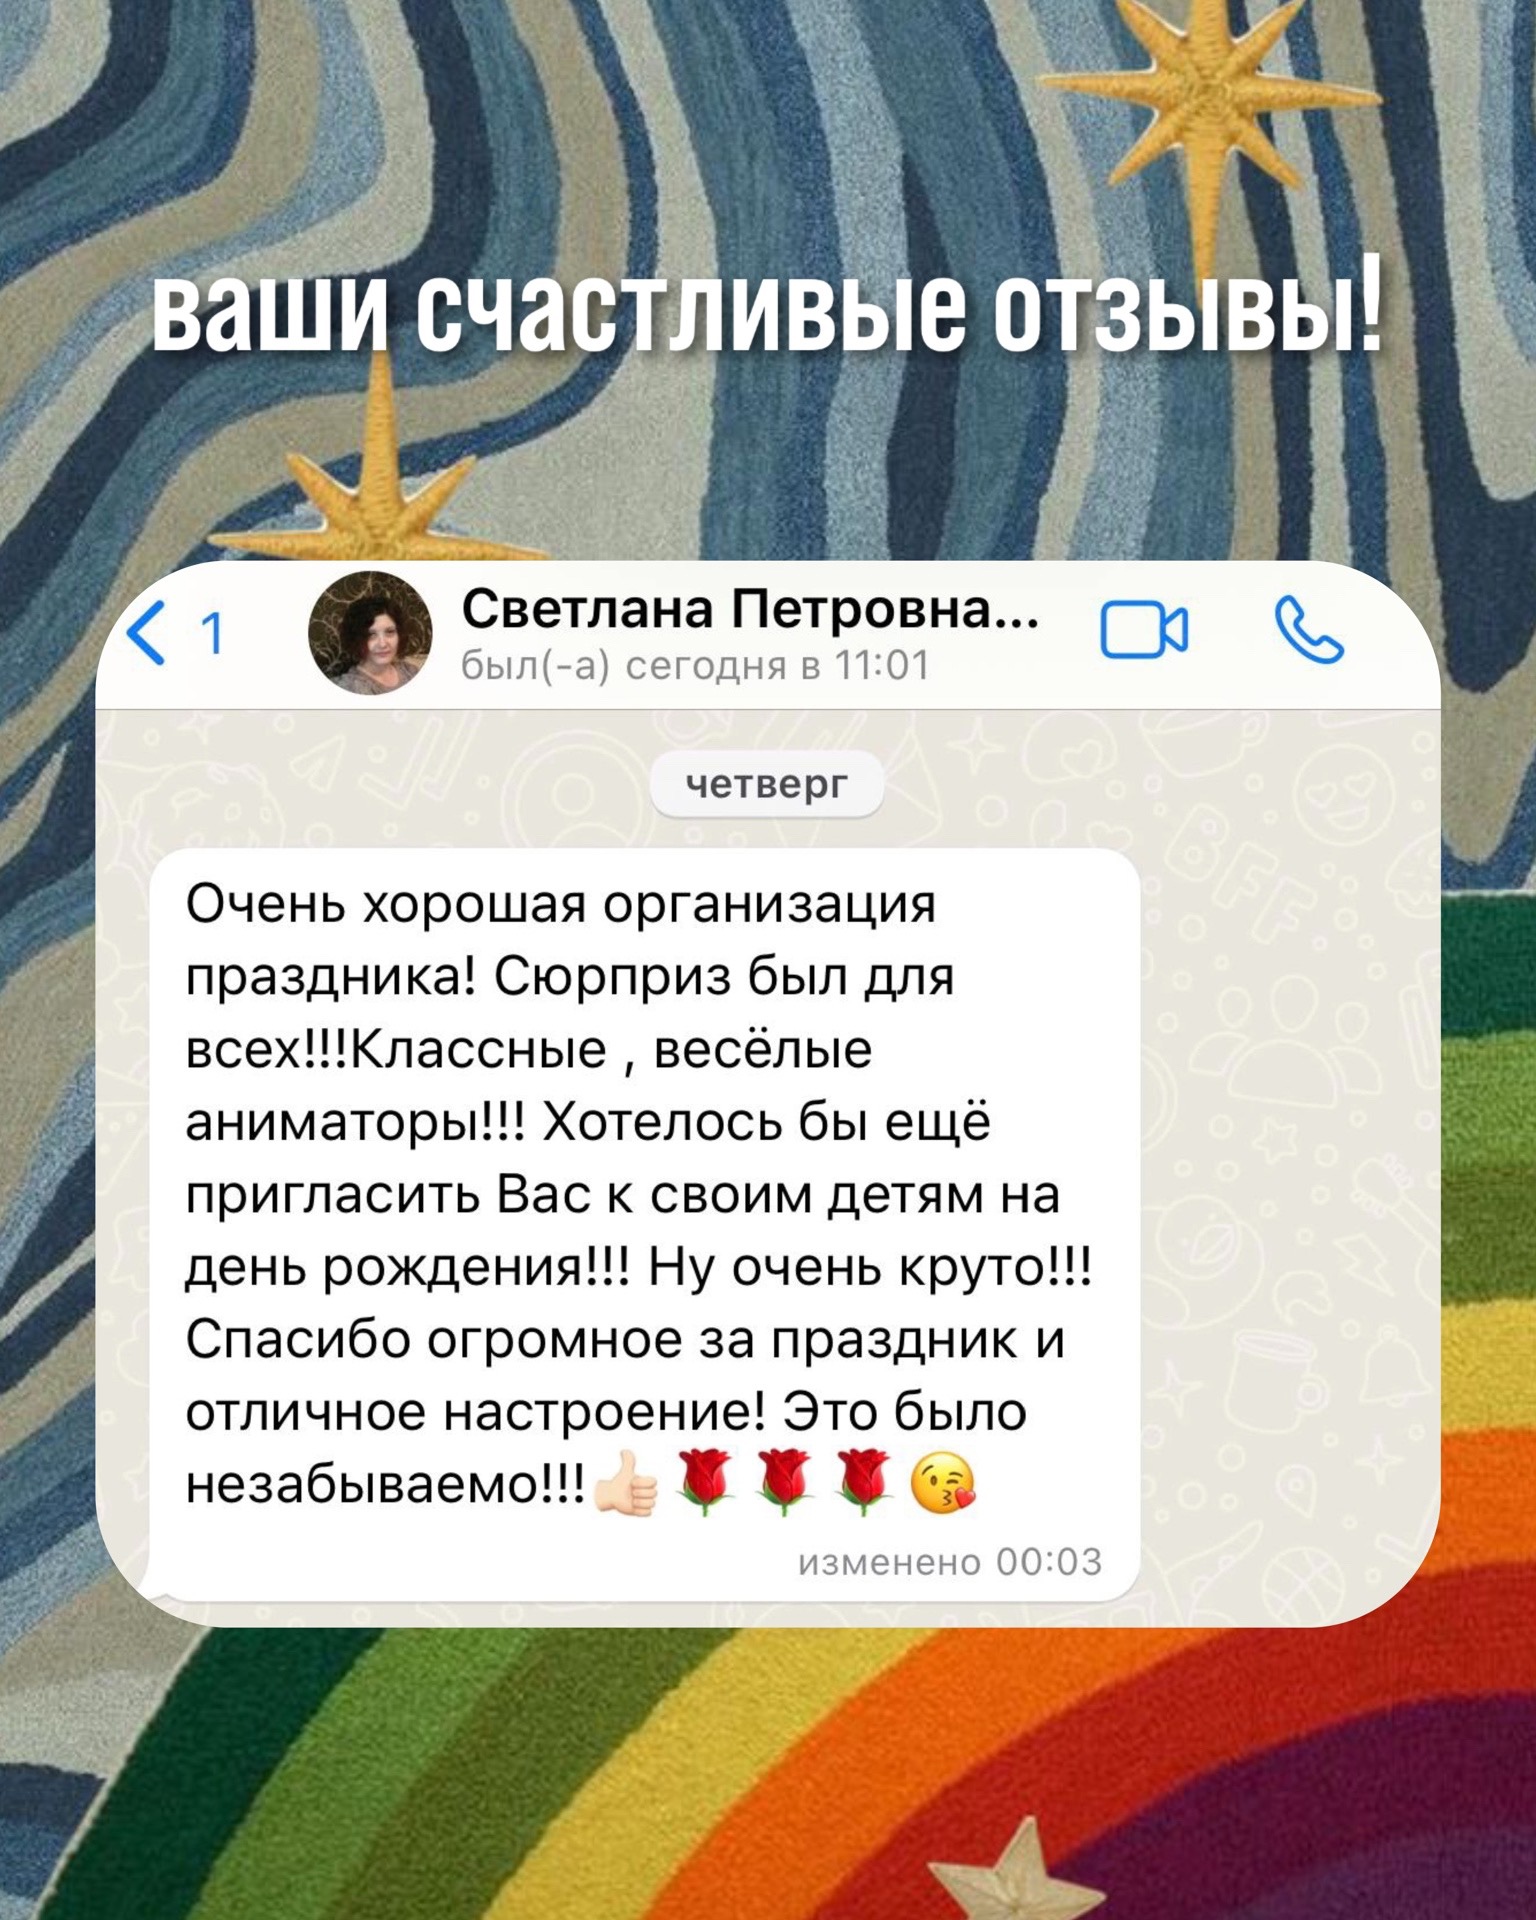 ваши счастливые отзывы!
1
Светлана Петровна...
был(-а) сегодня в 11:01
четверг
Очень хорошая организация
праздника! Сюрприз был для
всех!!!Классные , весёлые
аниматоры!!! Хотелось бы ещё
пригласить Вас к своим детям на
день рождения!!! Ну очень круто!!!
Спасибо огромное за праздник и
отличное настроение! Это было
незабываемо!!!👍🏻🌹🌹🌹😘
изменено 00:03
BFF